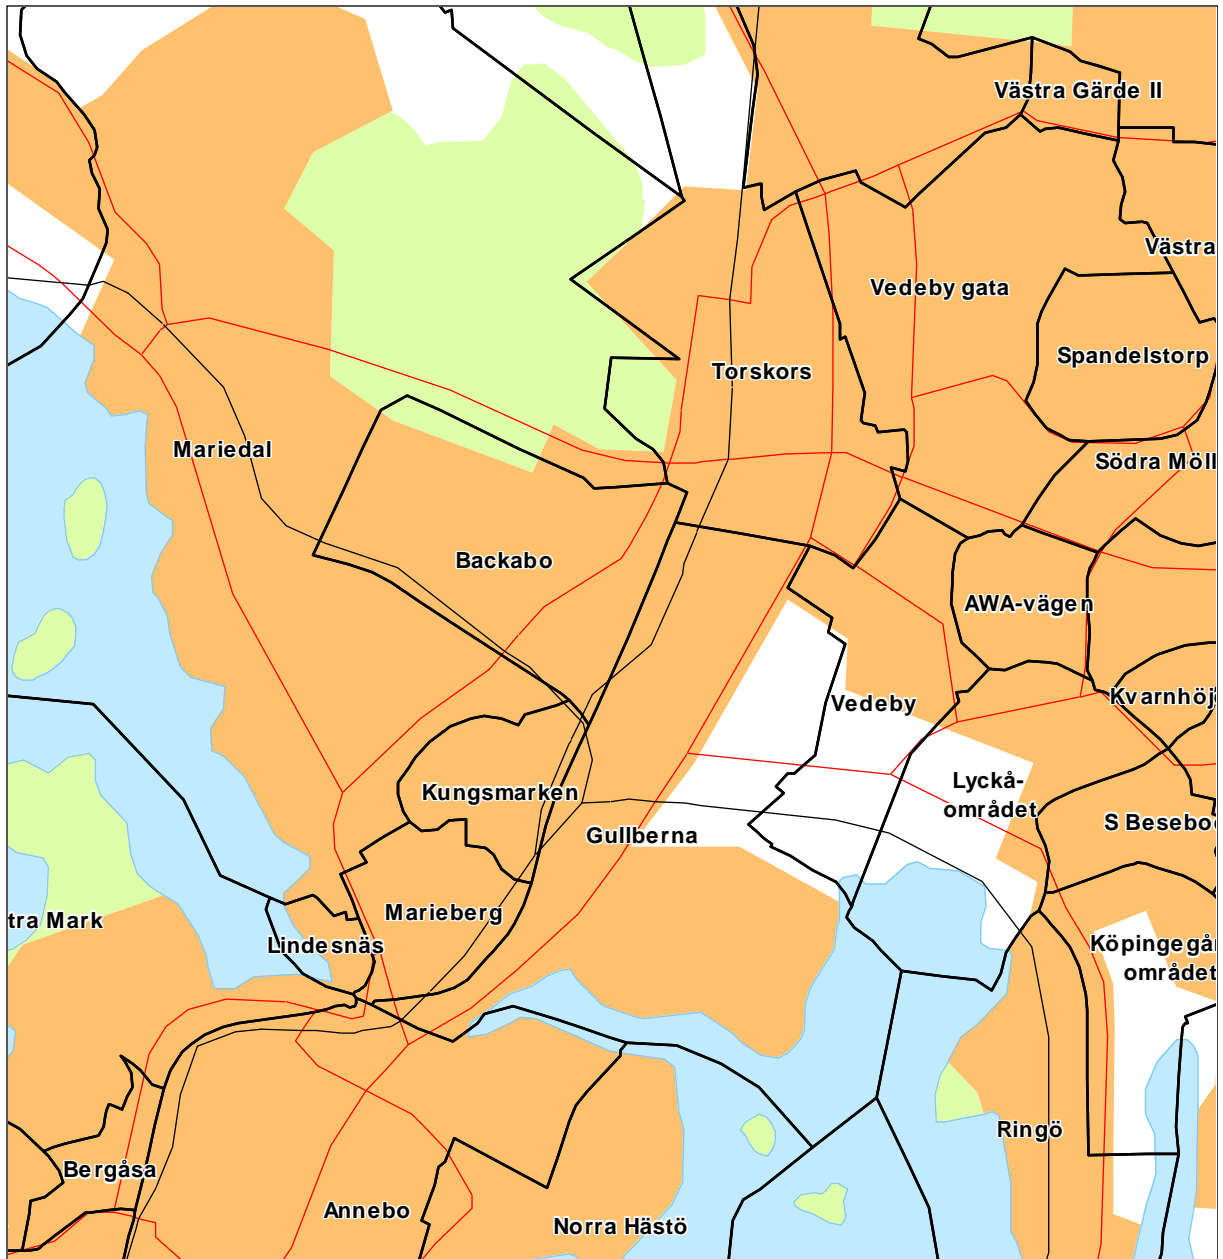 Västra Gärde II
Västra
Vedeby gata
Spandelstorp
Torskors
Mariedal
Södra Möll
Backabo
AWA-vägen
Kvarnhöj
Vedeby
Lyckå-
området
Kungsmarken
S Besebo
Gullberna
Marieberg
tra Mark
Lindesnäs
Köpingegår
området
Ringö
Bergåsa
Annebo
Norra Hästö